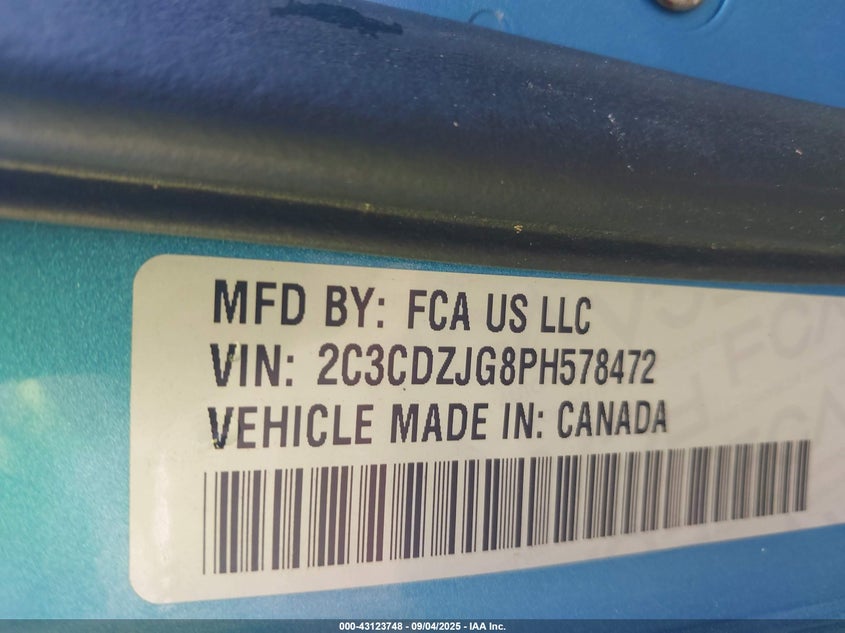 MFD BY: FCA US LLC
VIN: 2C3CDZJG8PH578472
VEHICLE MADE IN: CANADA
000-43123748 - 09/04/2025 - IAA Inc.